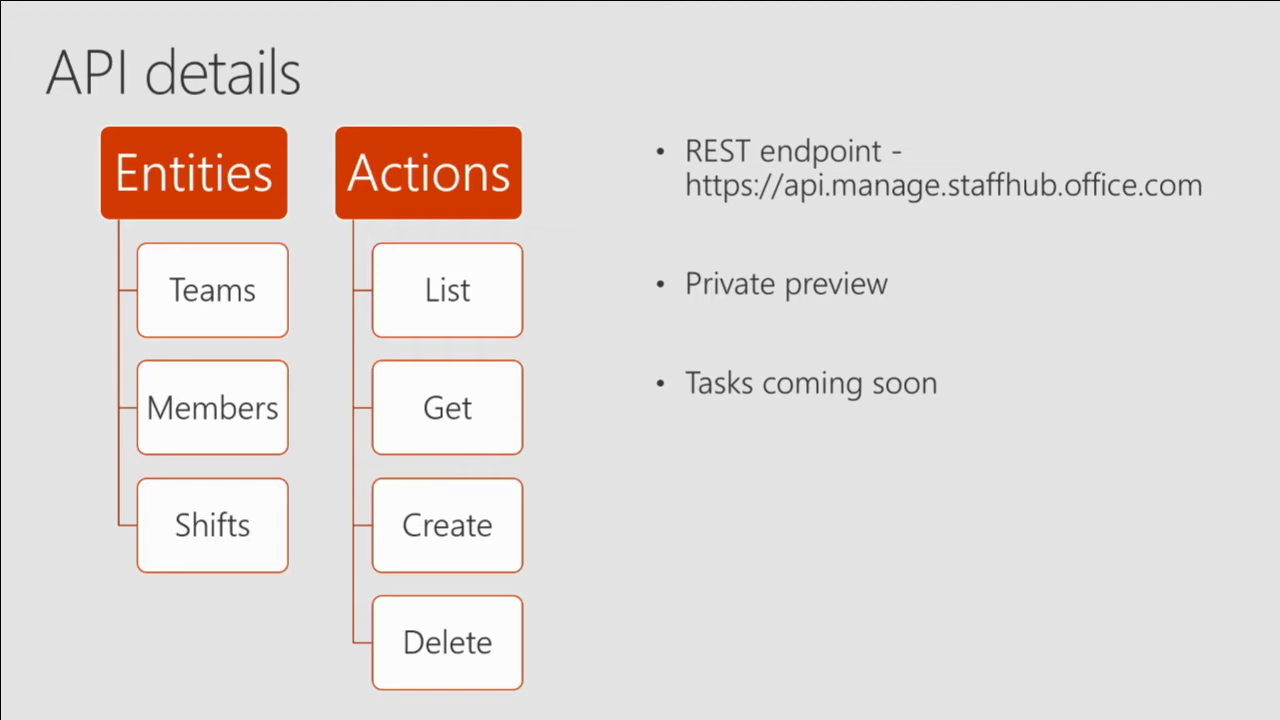 API details
Entities
Teams
Members
Shifts
Actions
List
Get
Create
Delete
• REST endpoint -
https://api.manage.staffhub.office.com
• Private preview
• Tasks coming soon